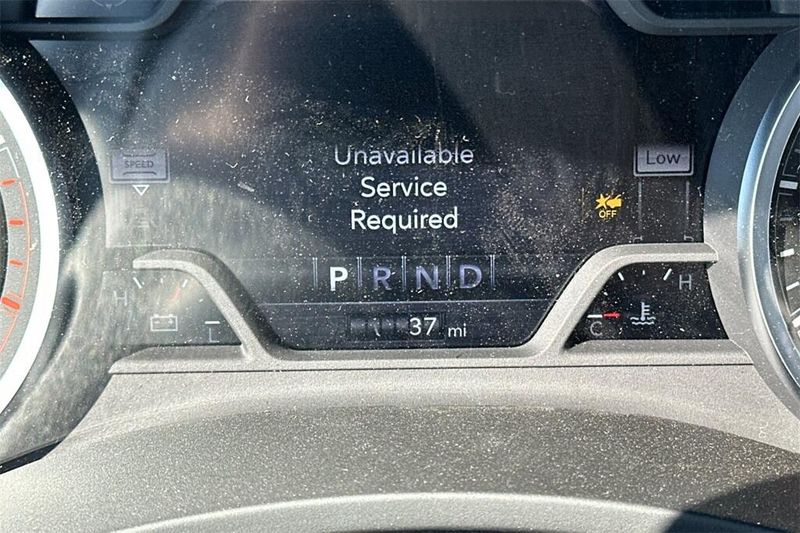 Unavailable
Service
Required
SPEED
Low
OFF
P R N D
H
L
37 mi
C
H